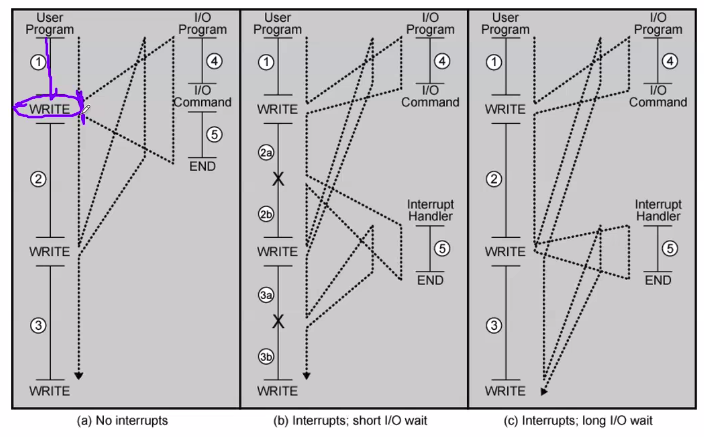 User
Program
I/O
Program
1
4
I/O
Command
WRITE
5
END
2
WRITE
3
WRITE
(a) No interrupts
User
Program
I/O
Program
1
4
I/O
Command
WRITE
2a
X
Interrupt
Handler
2b
5
WRITE
END
3a
X
3b
WRITE
(b) Interrupts; short I/O wait
User
Program
I/O
Program
1
4
I/O
Command
WRITE
2
Interrupt
Handler
5
WRITE
END
3
WRITE
(c) Interrupts; long I/O wait